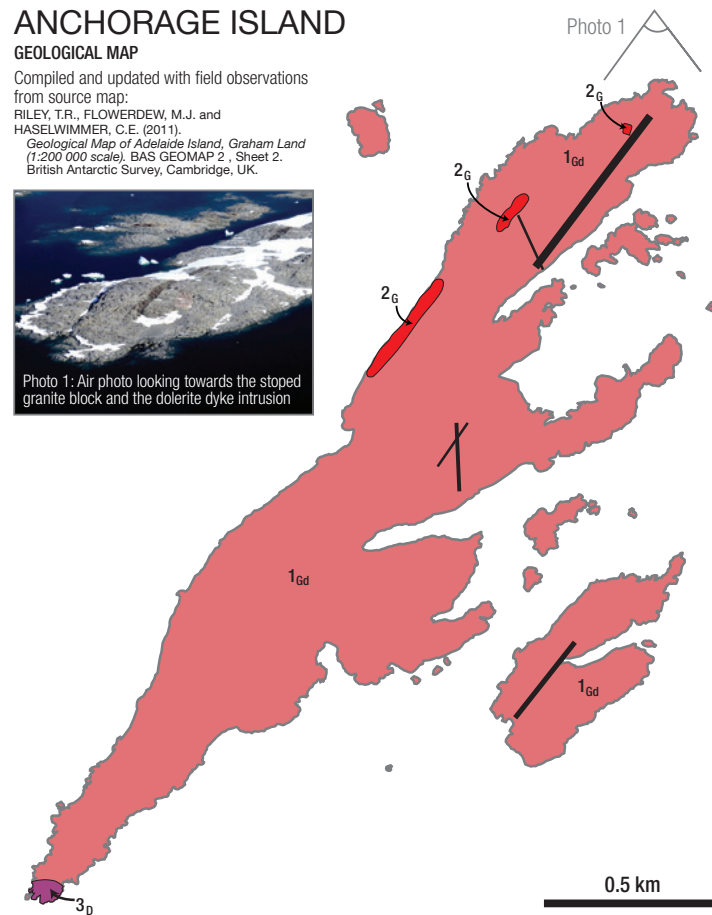 ANCHORAGE ISLAND
GEOLOGICAL MAP
Compiled and updated with field observations
from source map:
RILEY, T.R., FLOWERDEW, M.J. and
HASELWIMMER, C.E. (2011).
Geological Map of Adelaide Island, Graham Land
(1:200 000 scale). BAS GEOMAP 2 , Sheet 2.
British Antarctic Survey, Cambridge, UK.
Photo 1
2G
1Gd
2G
2G
Photo 1: Air photo looking towards the stoped
granite block and the dolerite dyke intrusion
1Gd
1Gd
0.5 km
3D